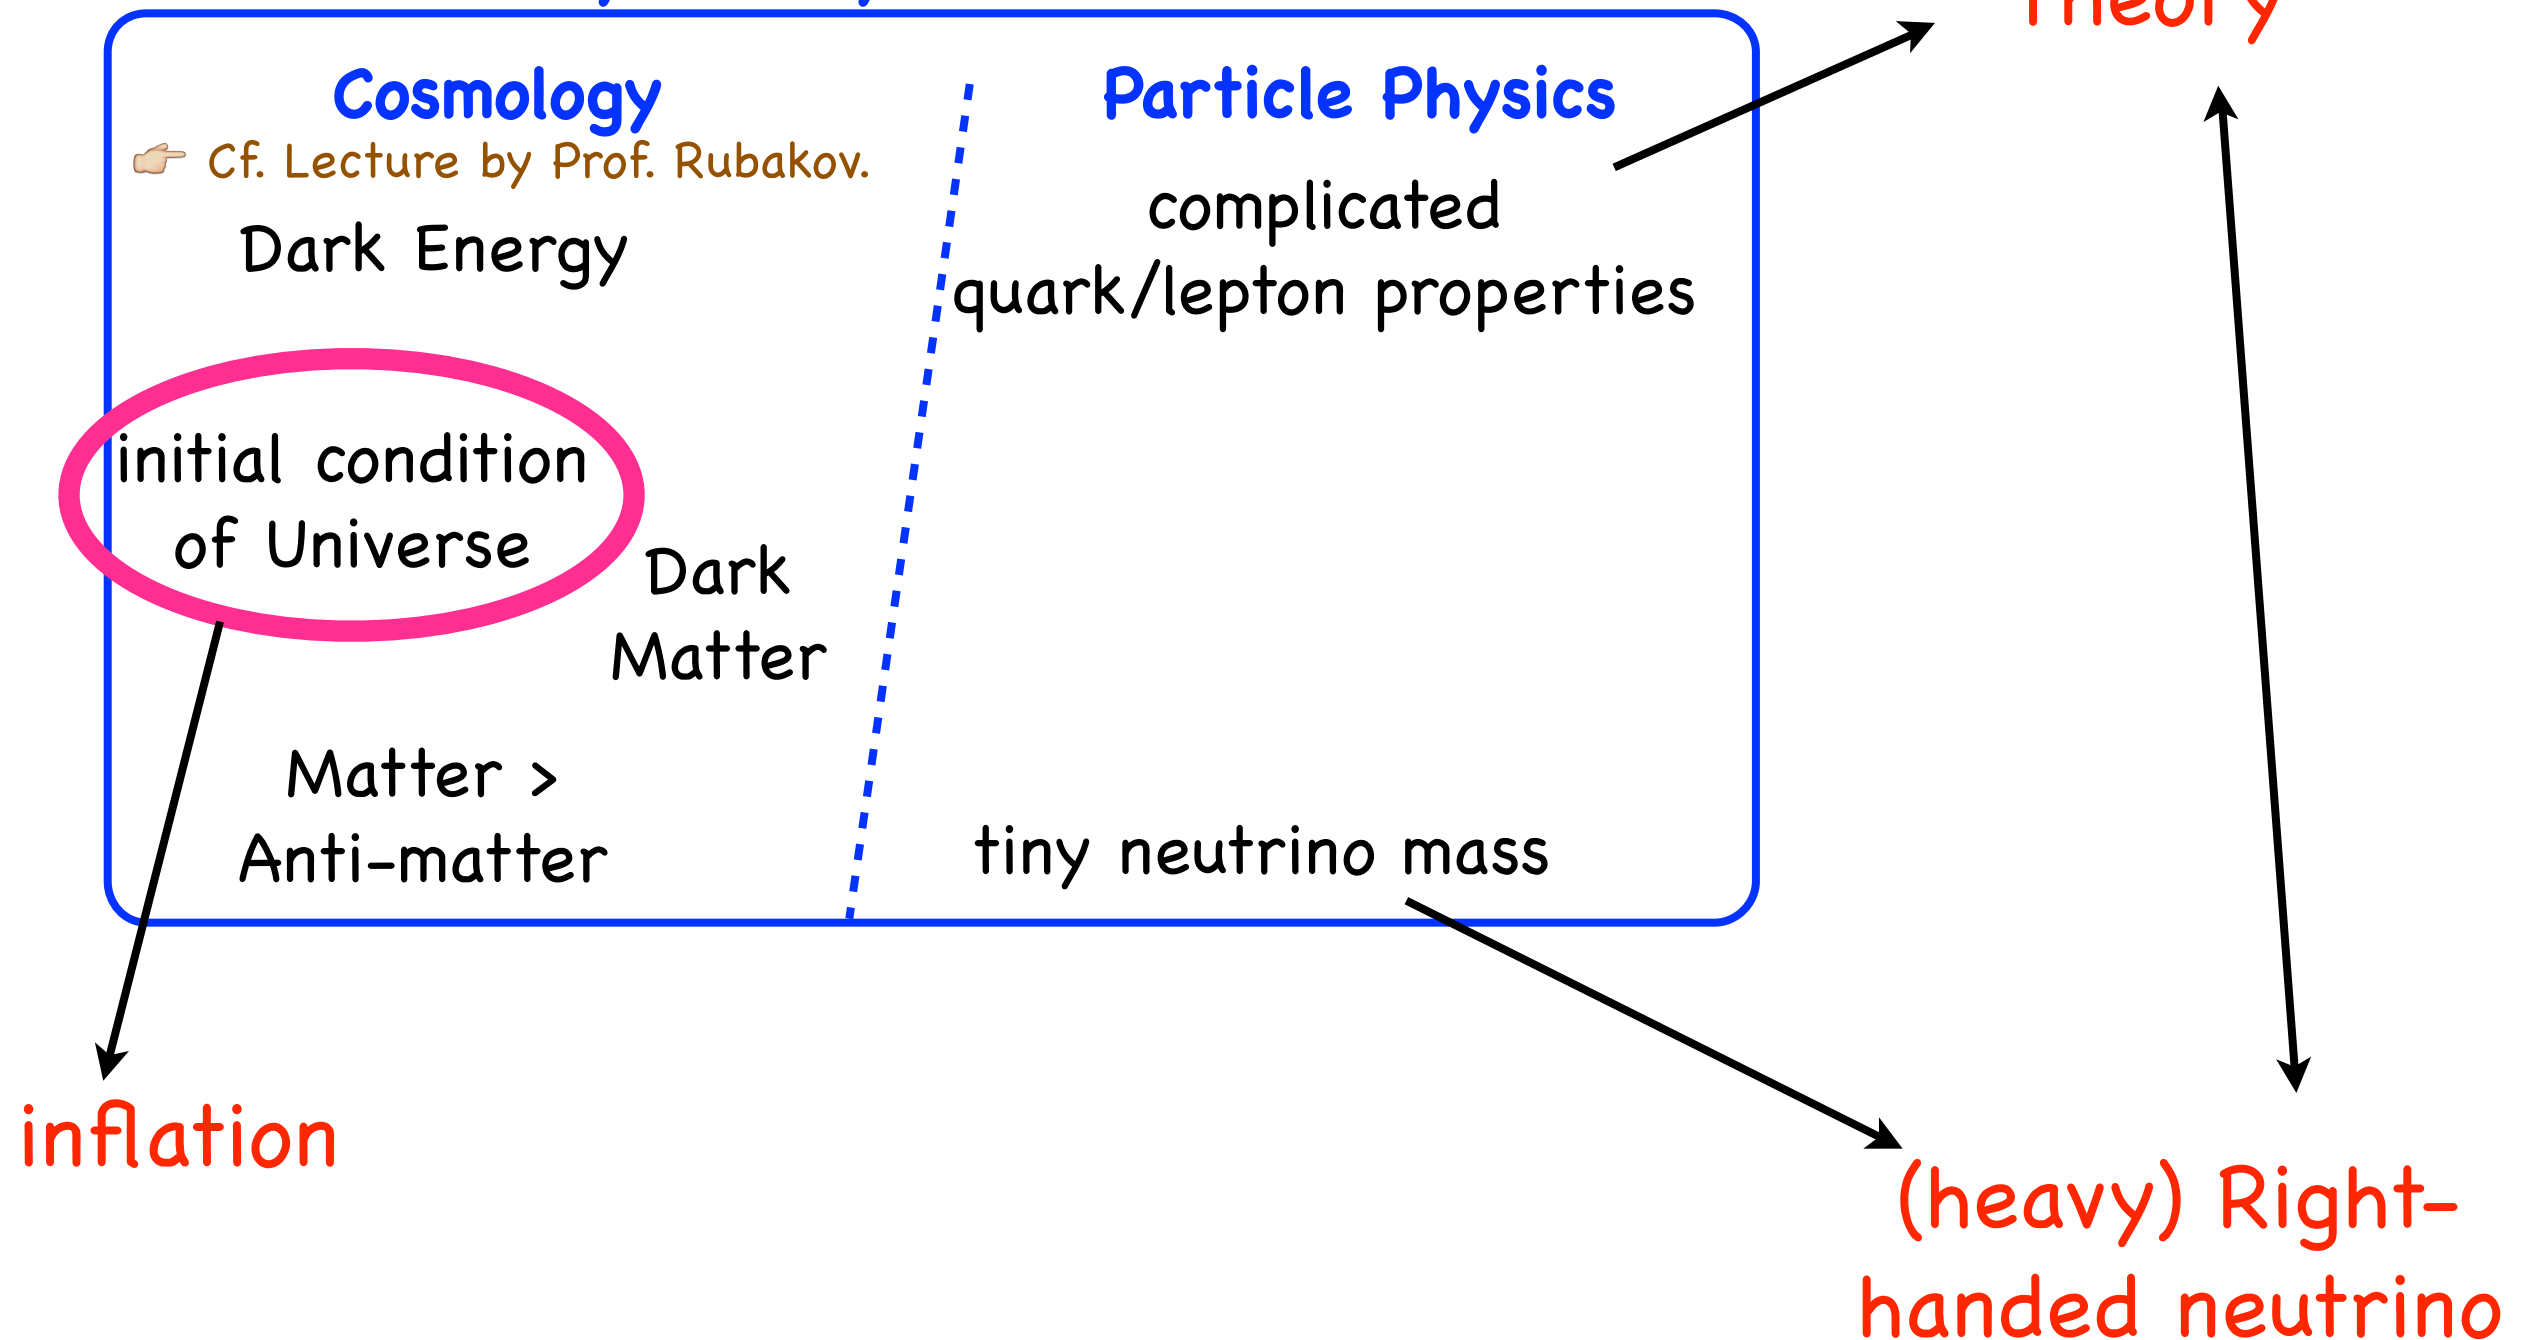 Theory
Cosmology
Cf. Lecture by Prof. Rubakov.
Dark Energy
initial condition
of Universe
Dark
Matter
Matter >
Anti-matter
Particle Physics
complicated
quark/lepton properties
tiny neutrino mass
inflation
(heavy) Right-
handed neutrino